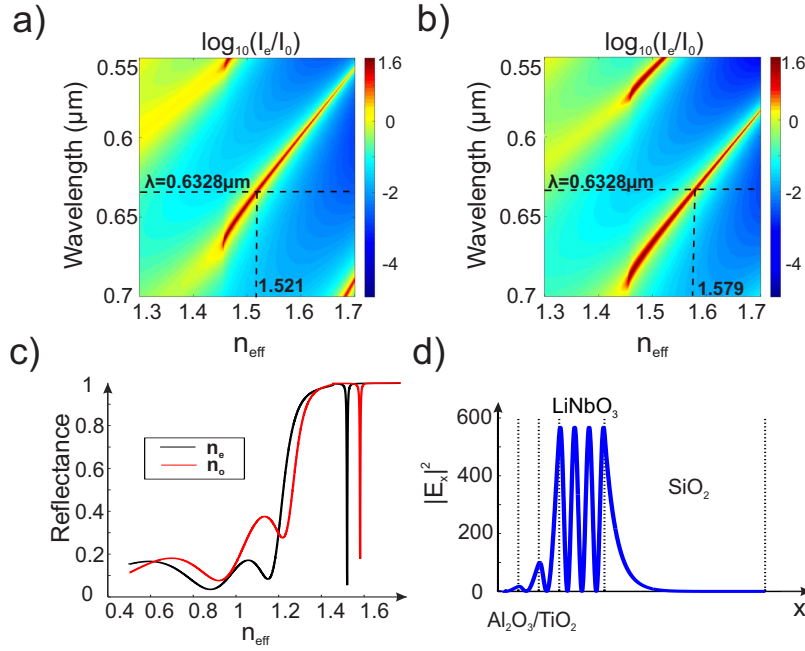 a)
log₁₀(Iₑ/I₀)
Wavelength (μm)
0.55
0.6
0.65
0.7
λ=0.6328μm
1.521
1.3 1.4 1.5 1.6 1.7
n_eff
1.6
0
-2
-4
b)
log₁₀(Iₑ/I₀)
Wavelength (μm)
0.55
0.6
0.65
0.7
λ=0.6328μm
1.579
1.3 1.4 1.5 1.6 1.7
n_eff
1.6
0
-2
-4
c)
Reflectance
1
0.8
0.6
0.4
0.2
0
nₑ
nₒ
0.4 0.6 0.8 1 1.2 1.4 1.6
n_eff
d)
LiNbO₃
|Eₓ|²
600
400
200
0
SiO₂
Al₂O₃/TiO₂
x